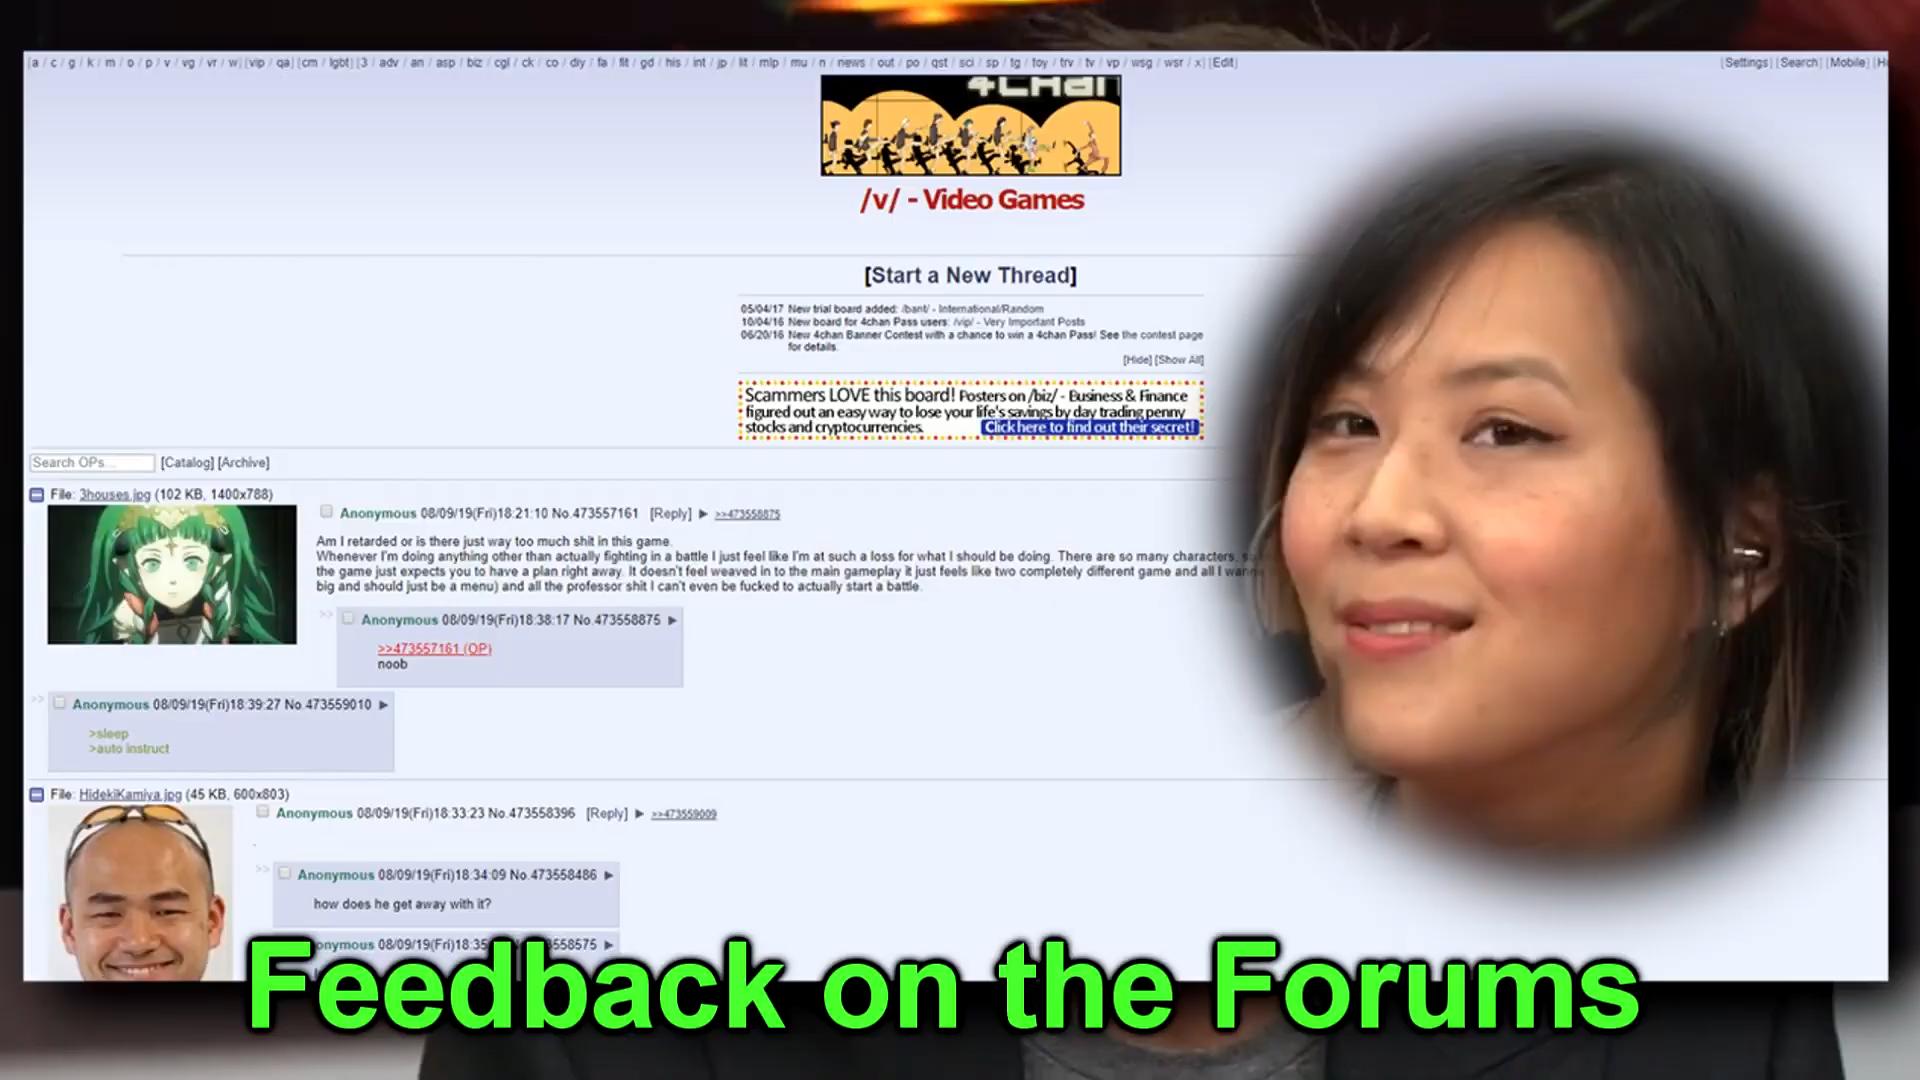 [a / c / g / k / m / o / p / v / vg / vr / w] [vip / qa] [cm / lgbt] [3 / adv / an / asp / biz / cgl / ck / co / diy / fa / fit / gd / his / int / jp / lit / mlp / mu / n / news / out / po / qst / sci / sp / tg / toy / trv / tv / vp / wsg / wsr / x] [Edit]
[Settings] [Search] [Mobile]
4CHAN
/v/ - Video Games
[Start a New Thread]
05/04/17 New trial board added: /bant/ - International/Random
10/04/16 New board for 4chan Pass users: /vip/ - Very Important Posts
06/20/16 New 4chan Banner Contest with a chance to win a 4chan Pass! See the contest page
for details.
[Hide] [Show All]
Scammers LOVE this board! Posters on /biz/ - Business & Finance
figured out an easy way to lose your life's savings by day trading penny
stocks and cryptocurrencies. Click here to find out their secret!
Search OPs... [Catalog] [Archive]
File: 3houses.jpg (102 KB, 1400x788)
Anonymous 08/09/19(Fri)18:21:10 No.473557161 [Reply] ▶ >>473558875
Am I retarded or is there just way too much shit in this game.
Whenever I'm doing anything other than actually fighting in a battle I just feel like I'm at such a loss for what I should be doing. There are so many characters,
the game just expects you to have a plan right away. It doesn't feel weaved in to the main gameplay it just feels like two completely different game and all I
big and should just be a menu) and all the professor shit I can't even be fucked to actually start a battle.
>> Anonymous 08/09/19(Fri)18:38:17 No.473558875 ▶
>>473557161 (OP)
noob
>> Anonymous 08/09/19(Fri)18:39:27 No.473559010 ▶
>sleep
>auto instruct
File: HidekiKamiya.jpg (45 KB, 600x803)
Anonymous 08/09/19(Fri)18:33:23 No.473558396 [Reply] ▶ >>473559009
.
>> Anonymous 08/09/19(Fri)18:34:09 No.473558486 ▶
how does he get away with it?
08/09/19(Fri)18:35
Feedback on the Forums